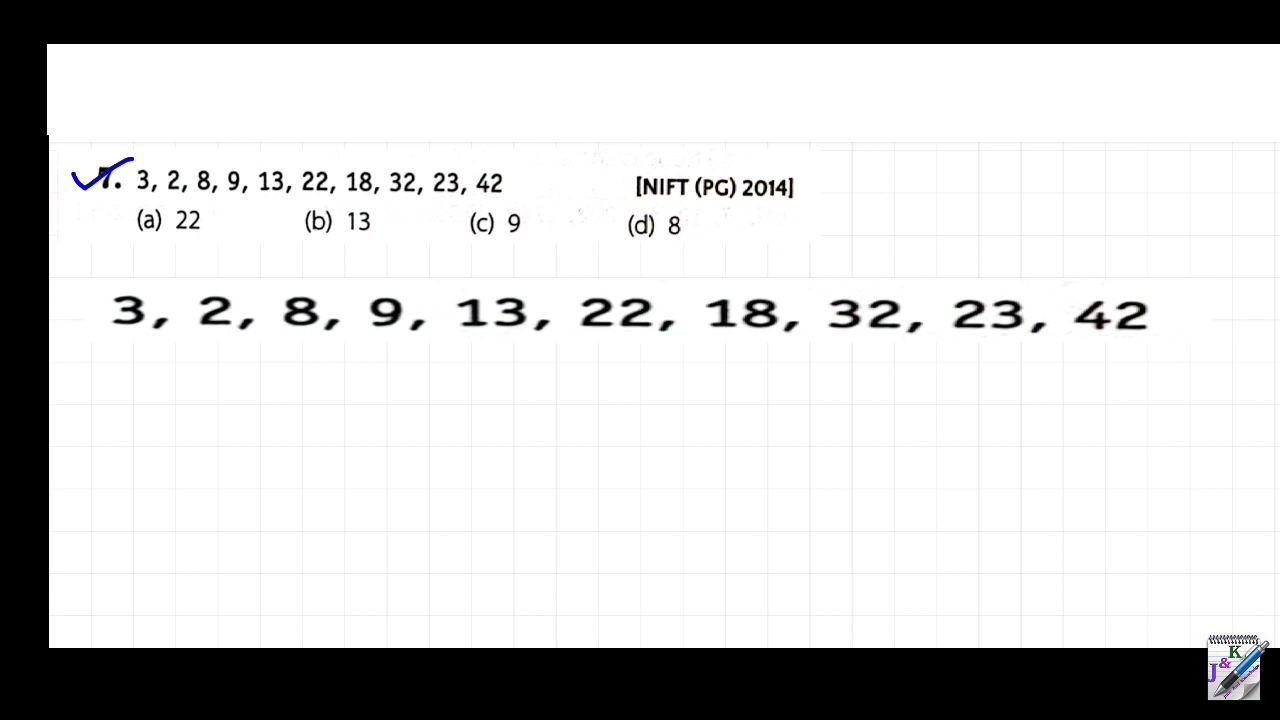 7. 3, 2, 8, 9, 13, 22, 18, 32, 23, 42 [NIFT (PG) 2014]
(a) 22 (b) 13 (c) 9 (d) 8
3, 2, 8, 9, 13, 22, 18, 32, 23, 42
J & K